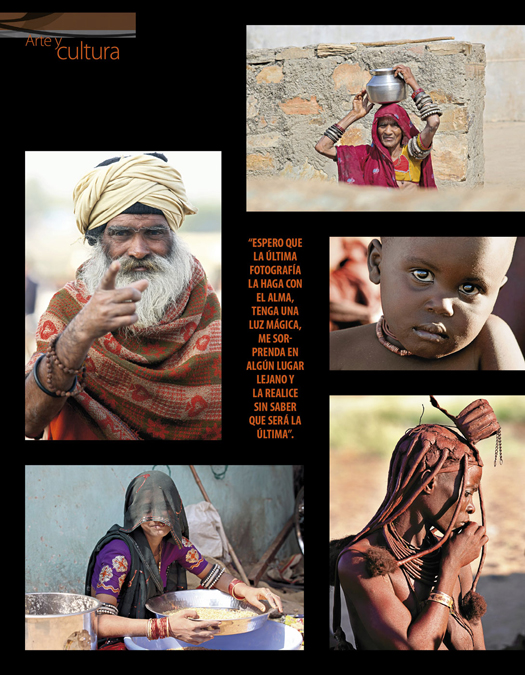 Arte y
cultura
"ESPERO QUE
LA ÚLTIMA
FOTOGRAFÍA
LA HAGA CON
EL ALMA,
TENGA UNA
LUZ MÁGICA,
ME SOR-
PRENDA EN
ALGÚN LUGAR
LEJANO Y
LA REALICE
SIN SABER
QUE SERÁ LA
ÚLTIMA".